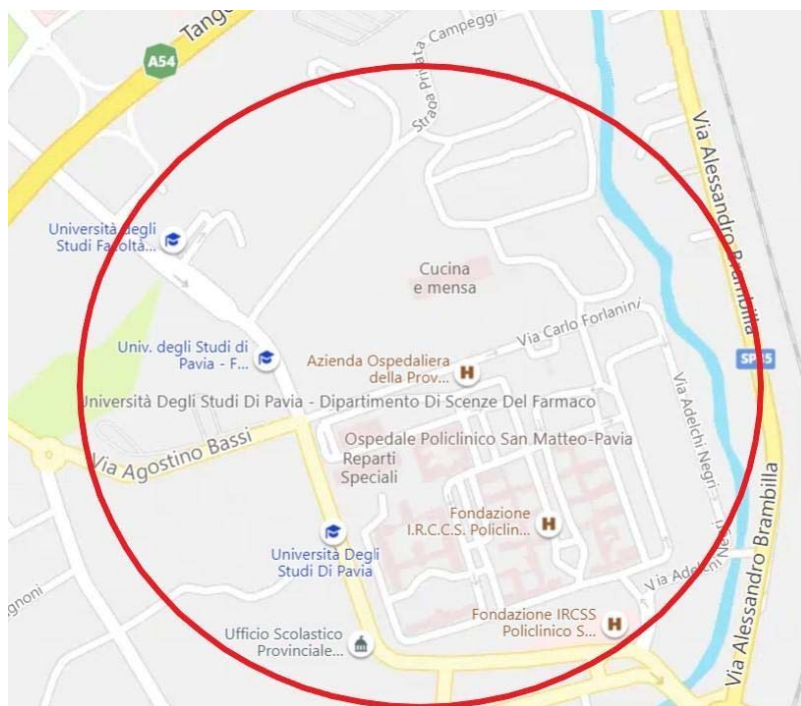 Campeggi
Tango
A54
Strada Privata
Via Alessandro Brambilla
Università degli
Studi Facoltà...
Cucina
e mensa
Via Carlo Forlanini
Univ. degli Studi di
Pavia - F...
Azienda Ospedaliera
della Prov...
SP35
Università Degli Studi Di Pavia - Dipartimento Di Scenze Del Farmaco
Via Adelchi Negri
Ospedale Policlinico San Matteo-Pavia
Reparti
Speciali
Via Agostino Bassi
Fondazione
I.R.C.C.S. Policlin...
Università Degli
Studi Di Pavia
Negri
Via Adelchi
Via Alessandro Brambilla
Fondazione IRCSS
Policlinico S...
Ufficio Scolastico
Provinciale...